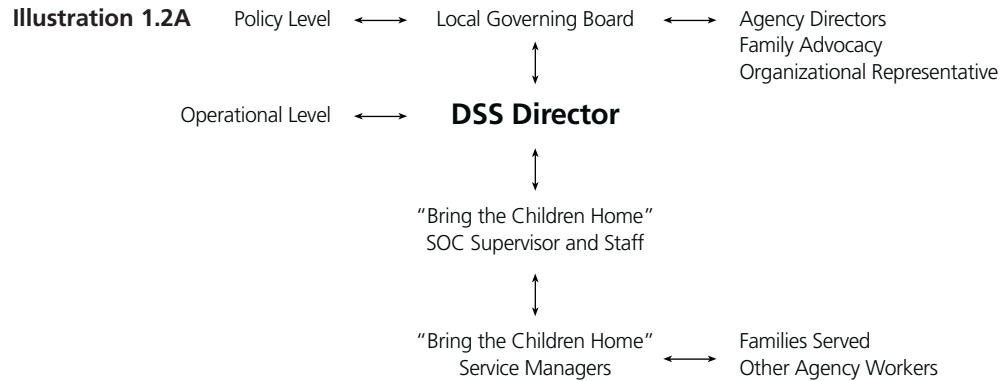 Illustration 1.2A
Policy Level
Local Governing Board
Agency Directors
Family Advocacy
Organizational Representative
Operational Level
DSS Director
“Bring the Children Home”
SOC Supervisor and Staff
“Bring the Children Home”
Service Managers
Families Served
Other Agency Workers